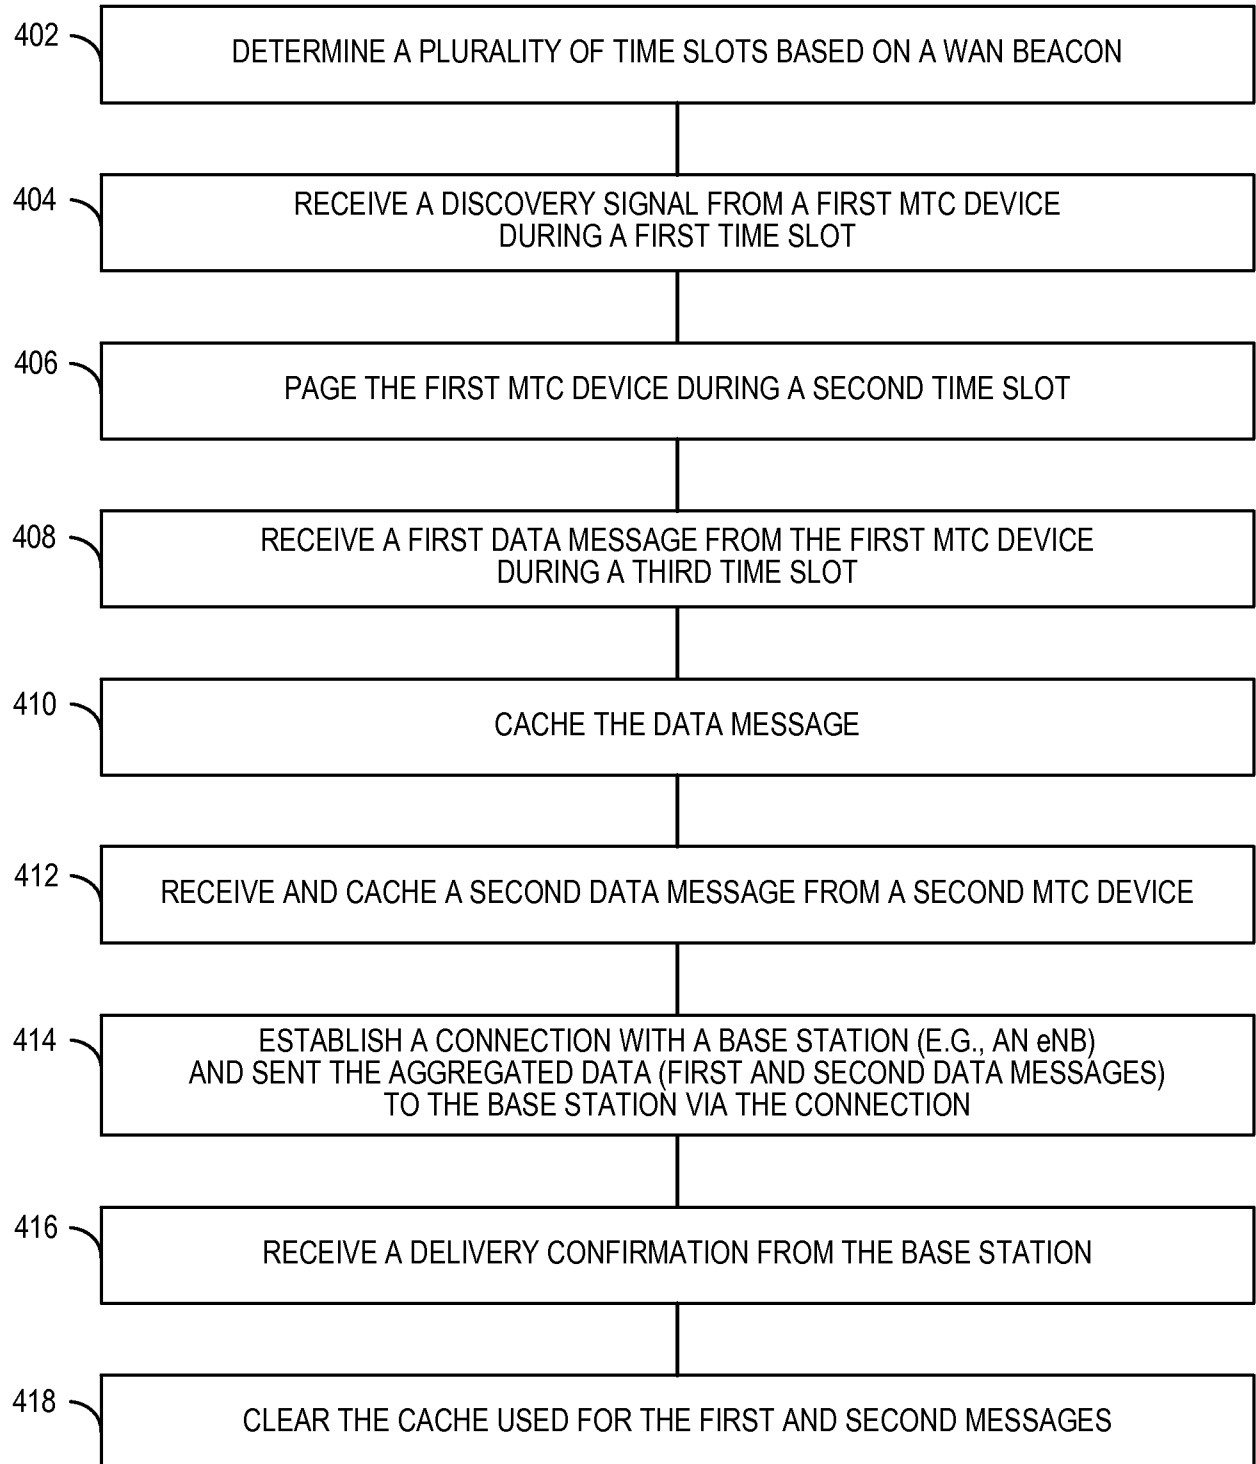 402
DETERMINE A PLURALITY OF TIME SLOTS BASED ON A WAN BEACON
404
RECEIVE A DISCOVERY SIGNAL FROM A FIRST MTC DEVICE
DURING A FIRST TIME SLOT
406
PAGE THE FIRST MTC DEVICE DURING A SECOND TIME SLOT
408
RECEIVE A FIRST DATA MESSAGE FROM THE FIRST MTC DEVICE
DURING A THIRD TIME SLOT
410
CACHE THE DATA MESSAGE
412
RECEIVE AND CACHE A SECOND DATA MESSAGE FROM A SECOND MTC DEVICE
414
ESTABLISH A CONNECTION WITH A BASE STATION (E.G., AN eNB)
AND SENT THE AGGREGATED DATA (FIRST AND SECOND DATA MESSAGES)
TO THE BASE STATION VIA THE CONNECTION
416
RECEIVE A DELIVERY CONFIRMATION FROM THE BASE STATION
418
CLEAR THE CACHE USED FOR THE FIRST AND SECOND MESSAGES